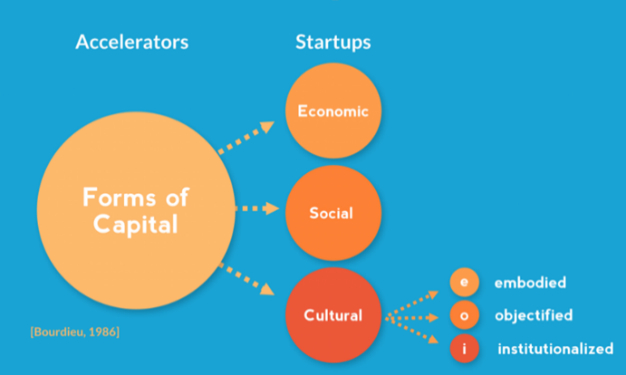 Accelerators
Startups
Forms of
Capital
Economic
Social
Cultural
e embodied
o objectified
i institutionalized
[Bourdieu, 1986]